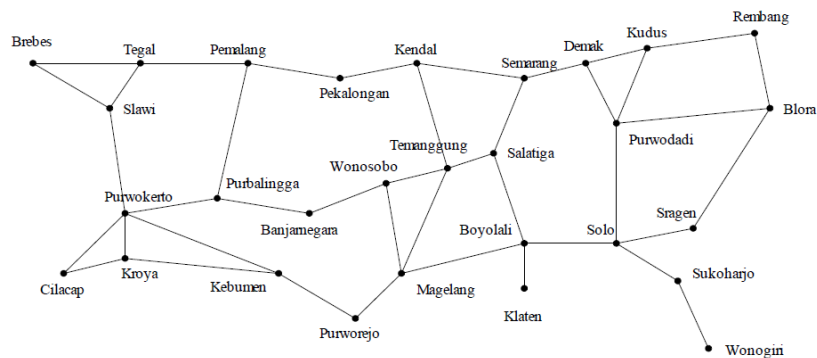 Rembang
Brebes
Tegal
Pemalang
Kendal
Semarang
Demak
Kudus
Pekalongan
Slawi
Blora
Purwodadi
Temanggung
Salatiga
Wonosobo
Purbalingga
Purwokerto
Banjarnegara
Boyolali
Solo
Sragen
Cilacap
Kroya
Kebumen
Magelang
Sukoharjo
Klaten
Purworejo
Wonogiri